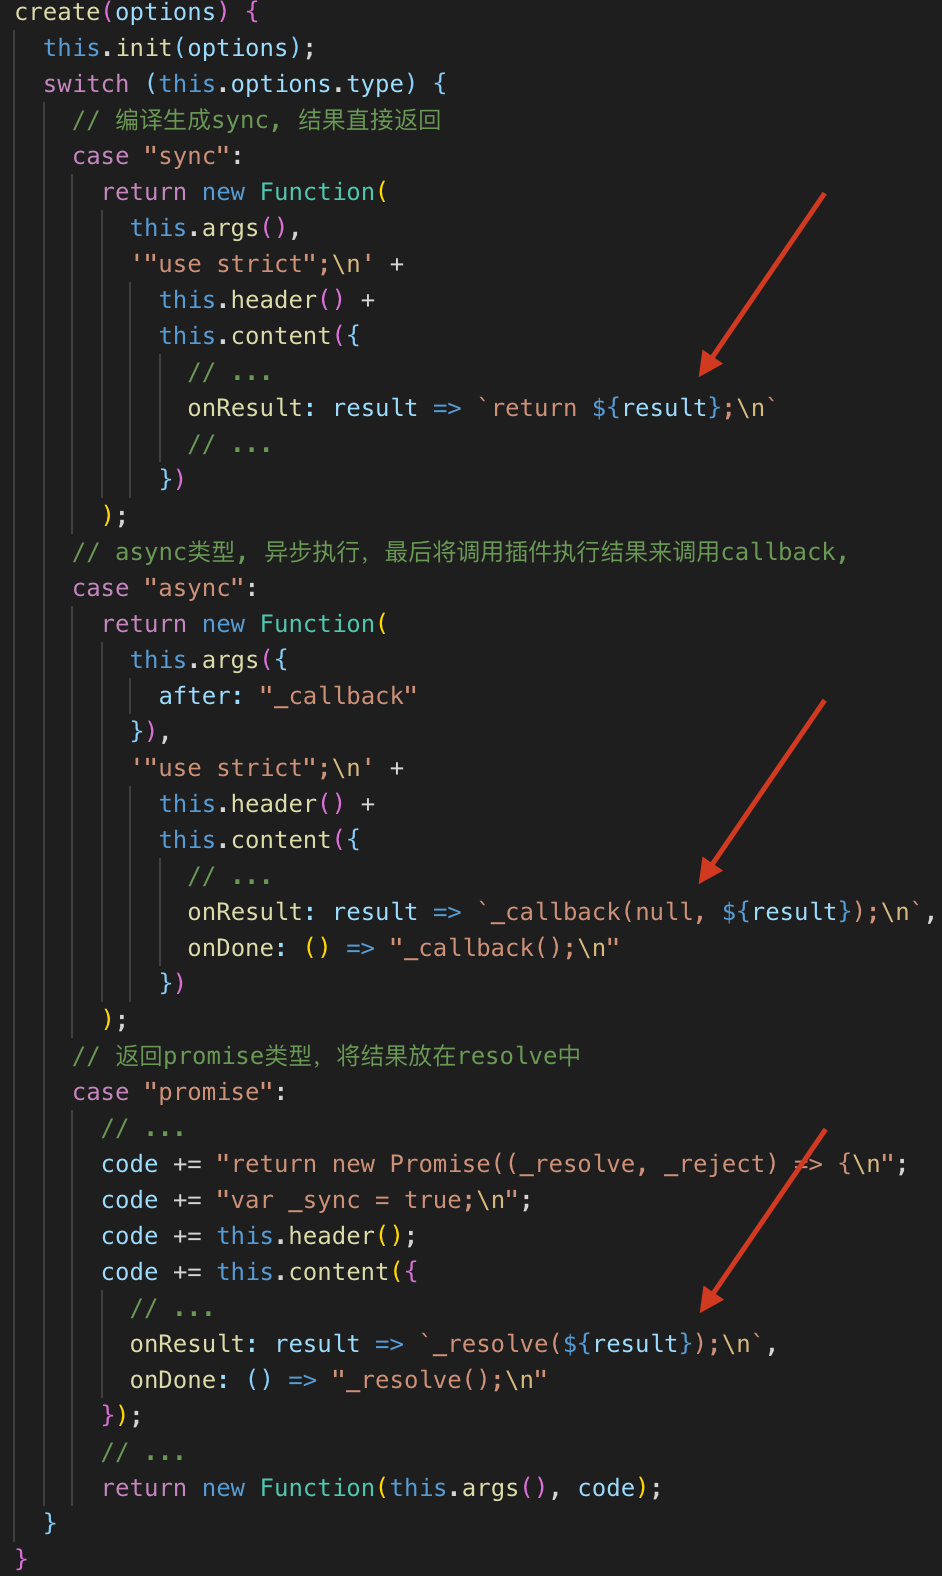 create(options) {
this.init(options);
switch (this.options.type) {
// 编译生成sync, 结果直接返回
case "sync":
return new Function(
this.args(),
'"use strict";\n' +
this.header() +
this.content({
// ...
onResult: result => `return ${result};\n`
// ...
})
);
// async类型, 异步执行，最后将调用插件执行结果来调用callback,
case "async":
return new Function(
this.args({
after: "_callback"
}),
'"use strict";\n' +
this.header() +
this.content({
// ...
onResult: result => `_callback(null, ${result});\n`,
onDone: () => "_callback();\n"
})
);
// 返回promise类型，将结果放在resolve中
case "promise":
// ...
code += "return new Promise((_resolve, _reject) => {\n";
code += "var _sync = true;\n";
code += this.header();
code += this.content({
// ...
onResult: result => `_resolve(${result});\n`,
onDone: () => "_resolve();\n"
});
// ...
return new Function(this.args(), code);
}
}